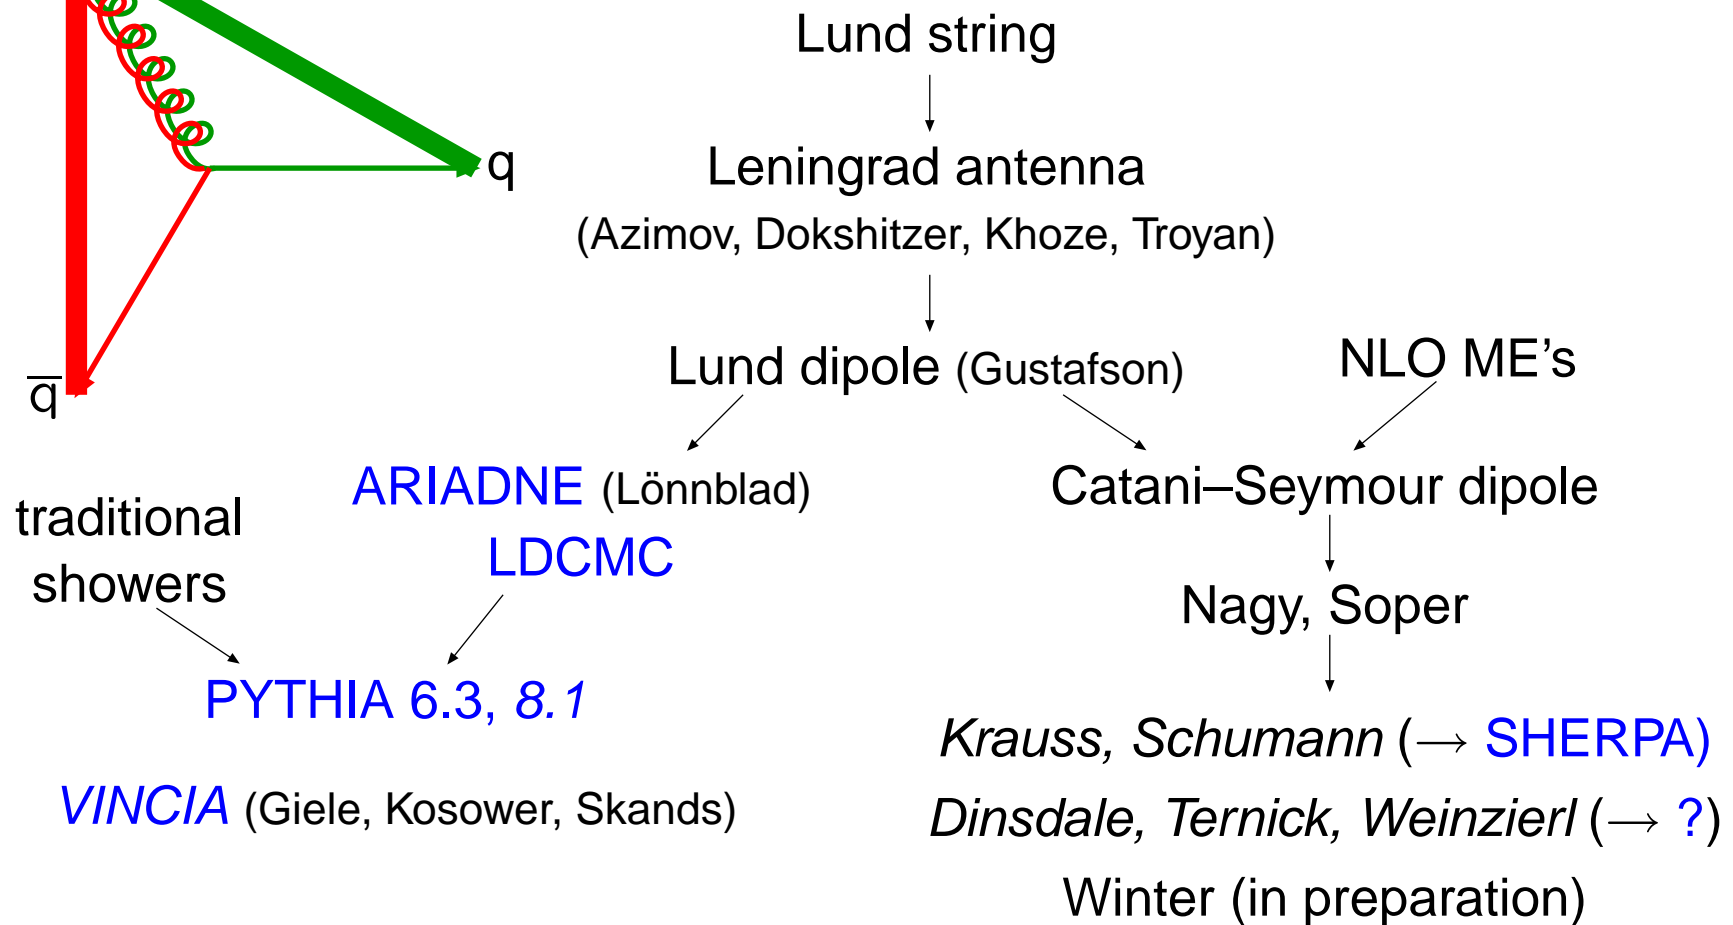 Lund string
Leningrad antenna
q
(Azimov, Dokshitzer, Khoze, Troyan)
Lund dipole (Gustafson)
NLO ME's
q̅
ARIADNE (Lönnblad)
Catani–Seymour dipole
traditional
showers
LDCMC
Nagy, Soper
PYTHIA 6.3, 8.1
Krauss, Schumann (→ SHERPA)
VINCIA (Giele, Kosower, Skands)
Dinsdale, Ternick, Weinzierl (→ ?)
Winter (in preparation)